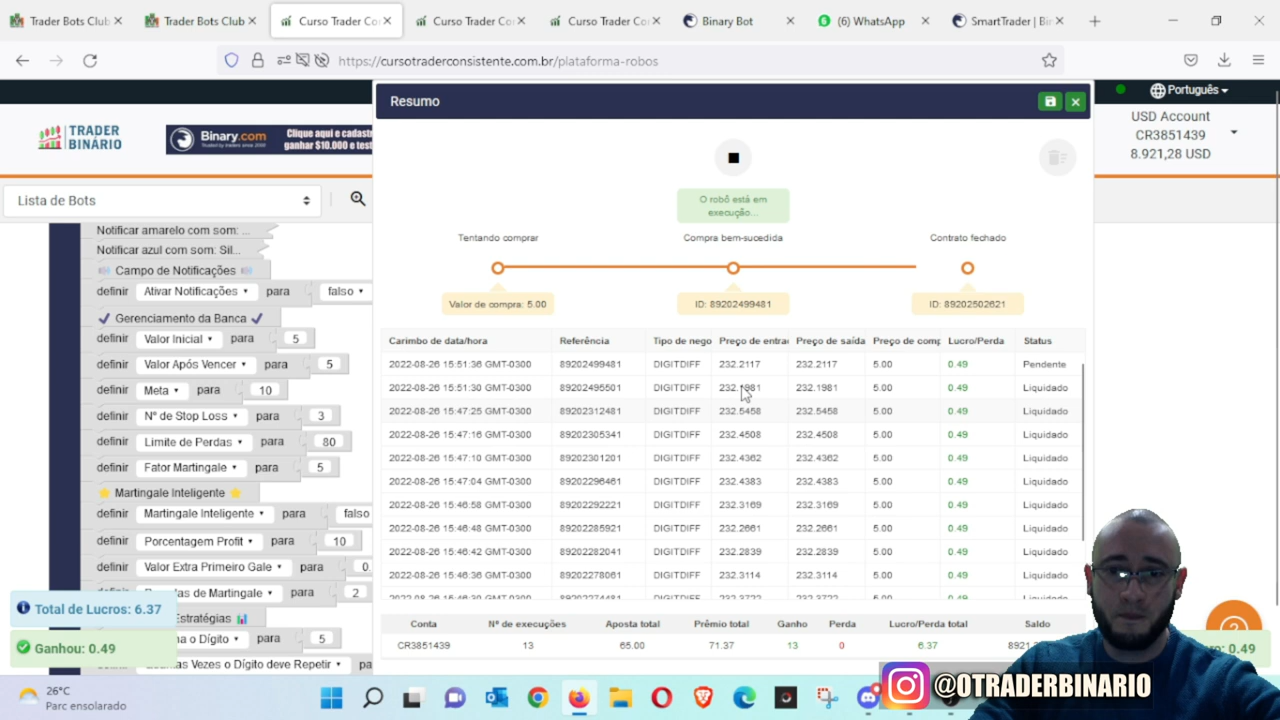 Trader Bots Club
Trader Bots Club
Curso Trader Co
Curso Trader Co
Curso Trader Co
Binary Bot
(6) WhatsApp
SmartTrader | Bin
https://cursotraderconsistente.com.br/plataforma-robos
Resumo
Português
TRADER
BINÁRIO
Binary.com
Clique aqui e cadast
ganhar $10.000 e test
USD Account
CR3851439
8.921,28 USD
Lista de Bots
O robô está em
execução...
Tentando comprar
Compra bem-sucedida
Contrato fechado
Valor de compra: 5.00
ID: 89202499481
ID: 89202502621
Notificar amarelo com som: ...
Notificar azul com som: Sil...
Campo de Notificações
definir Ativar Notificações para falso
Gerenciamento da Banca
definir Valor Inicial para 5
definir Valor Após Vencer para 5
definir Meta para 10
definir Nº de Stop Loss para 3
definir Limite de Perdas para 80
definir Fator Martingale para 5
Martingale Inteligente
definir Martingale Inteligente para falso
definir Porcentagem Profit para 10
definir Valor Extra Primeiro Gale para 0.
as de Martingale para 2
Estratégias
o Dígito para 5
Vezes o Dígito deve Repetir pa
Total de Lucros: 6.37
Ganhou: 0.49
Carimbo de data/hora Referência Tipo de nego Preço de entra Preço de saída Preço de comp Lucro/Perda Status
2022-08-26 15:51:36 GMT-0300 89202499481 DIGITDIFF 232.2117 232.2117 5.00 0.49 Pendente
2022-08-26 15:51:30 GMT-0300 89202495501 DIGITDIFF 232.1981 232.1981 5.00 0.49 Liquidado
2022-08-26 15:47:25 GMT-0300 89202312481 DIGITDIFF 232.5458 232.5458 5.00 0.49 Liquidado
2022-08-26 15:47:16 GMT-0300 89202305341 DIGITDIFF 232.4508 232.4508 5.00 0.49 Liquidado
2022-08-26 15:47:10 GMT-0300 89202301201 DIGITDIFF 232.4362 232.4362 5.00 0.49 Liquidado
2022-08-26 15:47:04 GMT-0300 89202296461 DIGITDIFF 232.4383 232.4383 5.00 0.49 Liquidado
2022-08-26 15:46:58 GMT-0300 89202292221 DIGITDIFF 232.3169 232.3169 5.00 0.49 Liquidado
2022-08-26 15:46:48 GMT-0300 89202285921 DIGITDIFF 232.2661 232.2661 5.00 0.49 Liquidado
2022-08-26 15:46:42 GMT-0300 89202282041 DIGITDIFF 232.2839 232.2839 5.00 0.49 Liquidado
2022-08-26 15:46:36 GMT-0300 89202278061 DIGITDIFF 232.3114 232.3114 5.00 0.49 Liquidado
Conta Nº de execuções Aposta total Prêmio total Ganho Perda Lucro/Perda total Saldo
CR3851439 13 65.00 71.37 13 0 6.37 8921
0.49
@OTRADERBINARIO
26°C
Parc ensolarado